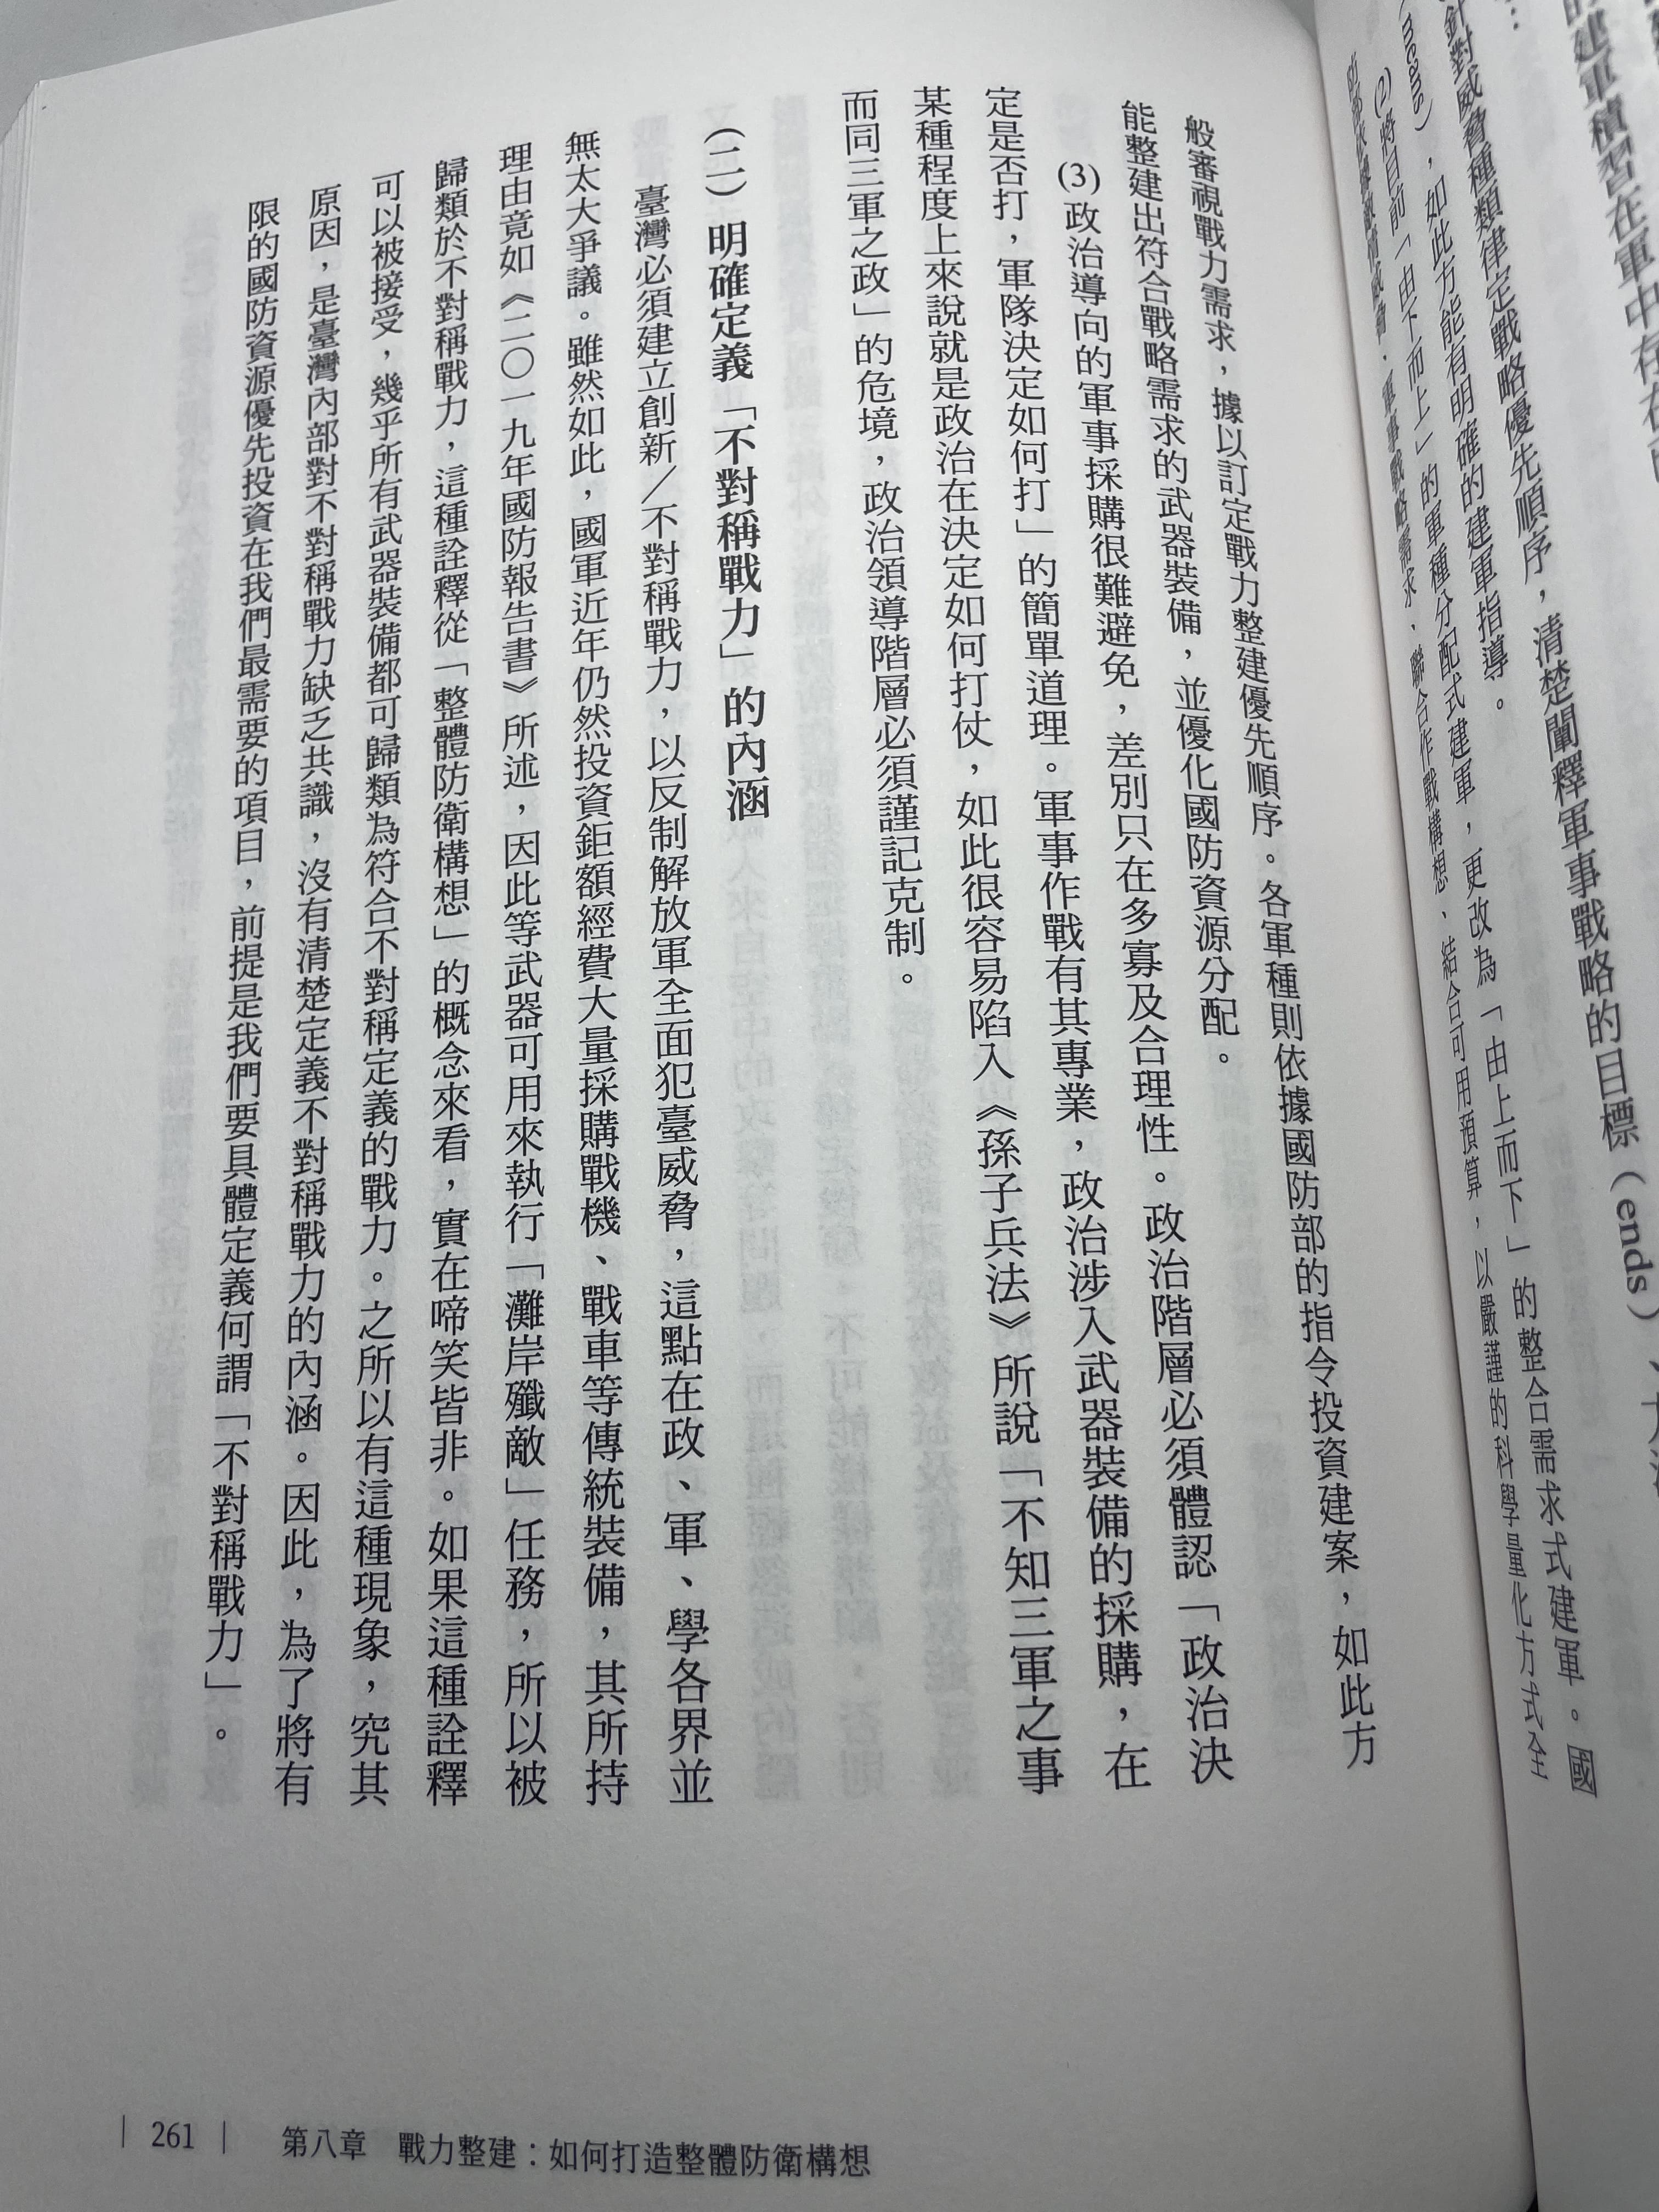 的建軍積習在軍中存在
針對威脅種類律定戰略優先順序，清楚闡釋軍事戰略的目標（ends）、方
（means），如此方能有明確的建軍指導。
(2)將目前「由下而上」的軍種分配式建軍，更改為「由上而下」的整合需求式建軍。國
防部依據敵情威脅、軍事戰略需求、聯合作戰構想、結合可用預算，以嚴謹的科學量化方式全
般審視戰力需求，據以訂定戰力整建優先順序。各軍種則依據國防部的指令投資建案，如此方
能整建出符合戰略需求的武器裝備，並優化國防資源分配。
(3)政治導向的軍事採購很難避免，差別只在多寡及合理性。政治階層必須體認「政治決
定是否打，軍隊決定如何打」的簡單道理。軍事作戰有其專業，政治涉入武器裝備的採購，在
某種程度上來說就是政治在決定如何打仗，如此很容易陷入《孫子兵法》所說「不知三軍之事
而同三軍之政」的危境，政治領導階層必須謹記克制。
（二）明確定義「不對稱戰力」的內涵
臺灣必須建立創新／不對稱戰力，以反制解放軍全面犯臺威脅，這點在政、軍、學各界並
無太大爭議。雖然如此，國軍近年仍然投資鉅額經費大量採購戰機、戰車等傳統裝備，其所持
理由竟如《二〇一九年國防報告書》所述，因此等武器可用來執行「灘岸殲敵」任務，所以被
歸類於不對稱戰力，這種詮釋從「整體防衛構想」的概念來看，實在啼笑皆非。如果這種詮釋
可以被接受，幾乎所有武器裝備都可歸類為符合不對稱定義的戰力。之所以有這種現象，究其
原因，是臺灣內部對不對稱戰力缺乏共識，沒有清楚定義不對稱戰力的內涵。因此，為了將有
限的國防資源優先投資在我們最需要的項目，前提是我們要具體定義何謂「不對稱戰力」。
261 第八章　戰力整建：如何打造整體防衛構想